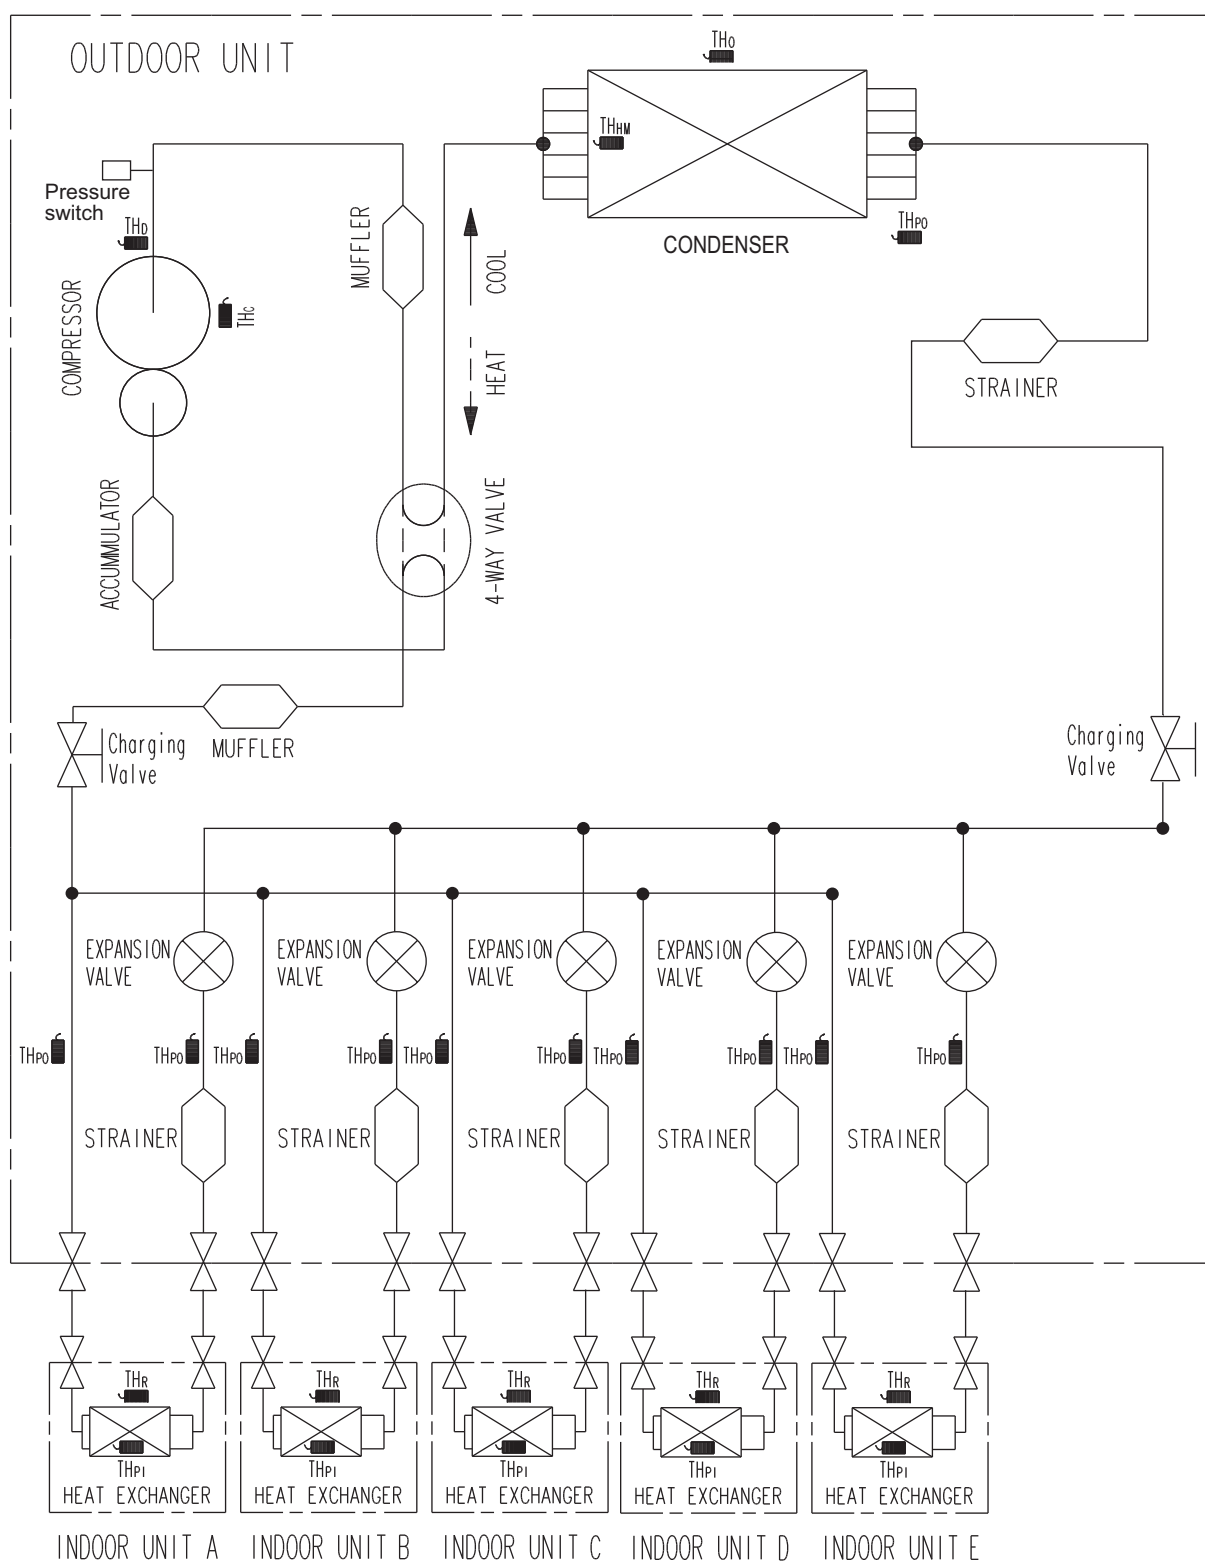 OUTDOOR UNIT
THO
THHM
Pressure
switch
THD
MUFFLER
COOL
CONDENSER
THPO
COMPRESSOR
THC
HEAT
STRAINER
ACCUMMULATOR
4-WAY VALVE
Charging
Valve
MUFFLER
Charging
Valve
EXPANSION
VALVE
EXPANSION
VALVE
EXPANSION
VALVE
EXPANSION
VALVE
EXPANSION
VALVE
THPO
THPO
THPO
THPO
THPO
THPO
THPO
THPO
THPO
THPO
STRAINER
STRAINER
STRAINER
STRAINER
STRAINER
THR
THR
THR
THR
THR
THPI
THPI
THPI
THPI
THPI
HEAT EXCHANGER
HEAT EXCHANGER
HEAT EXCHANGER
HEAT EXCHANGER
HEAT EXCHANGER
INDOOR UNIT A
INDOOR UNIT B
INDOOR UNIT C
INDOOR UNIT D
INDOOR UNIT E